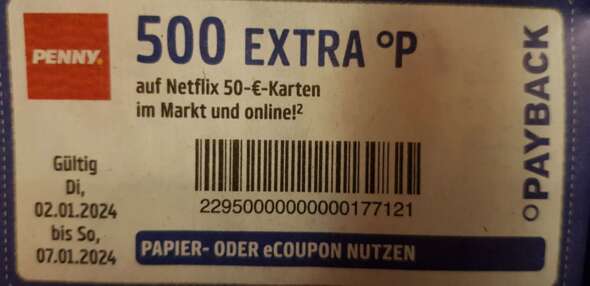 PENNY.
500 EXTRA °P
auf Netflix 50-€-Karten
im Markt und online!²
Gültig
Di,
02.01.2024
bis So,
07.01.2024
22950000000000177121
PAPIER- ODER eCOUPON NUTZEN
°PAYBACK